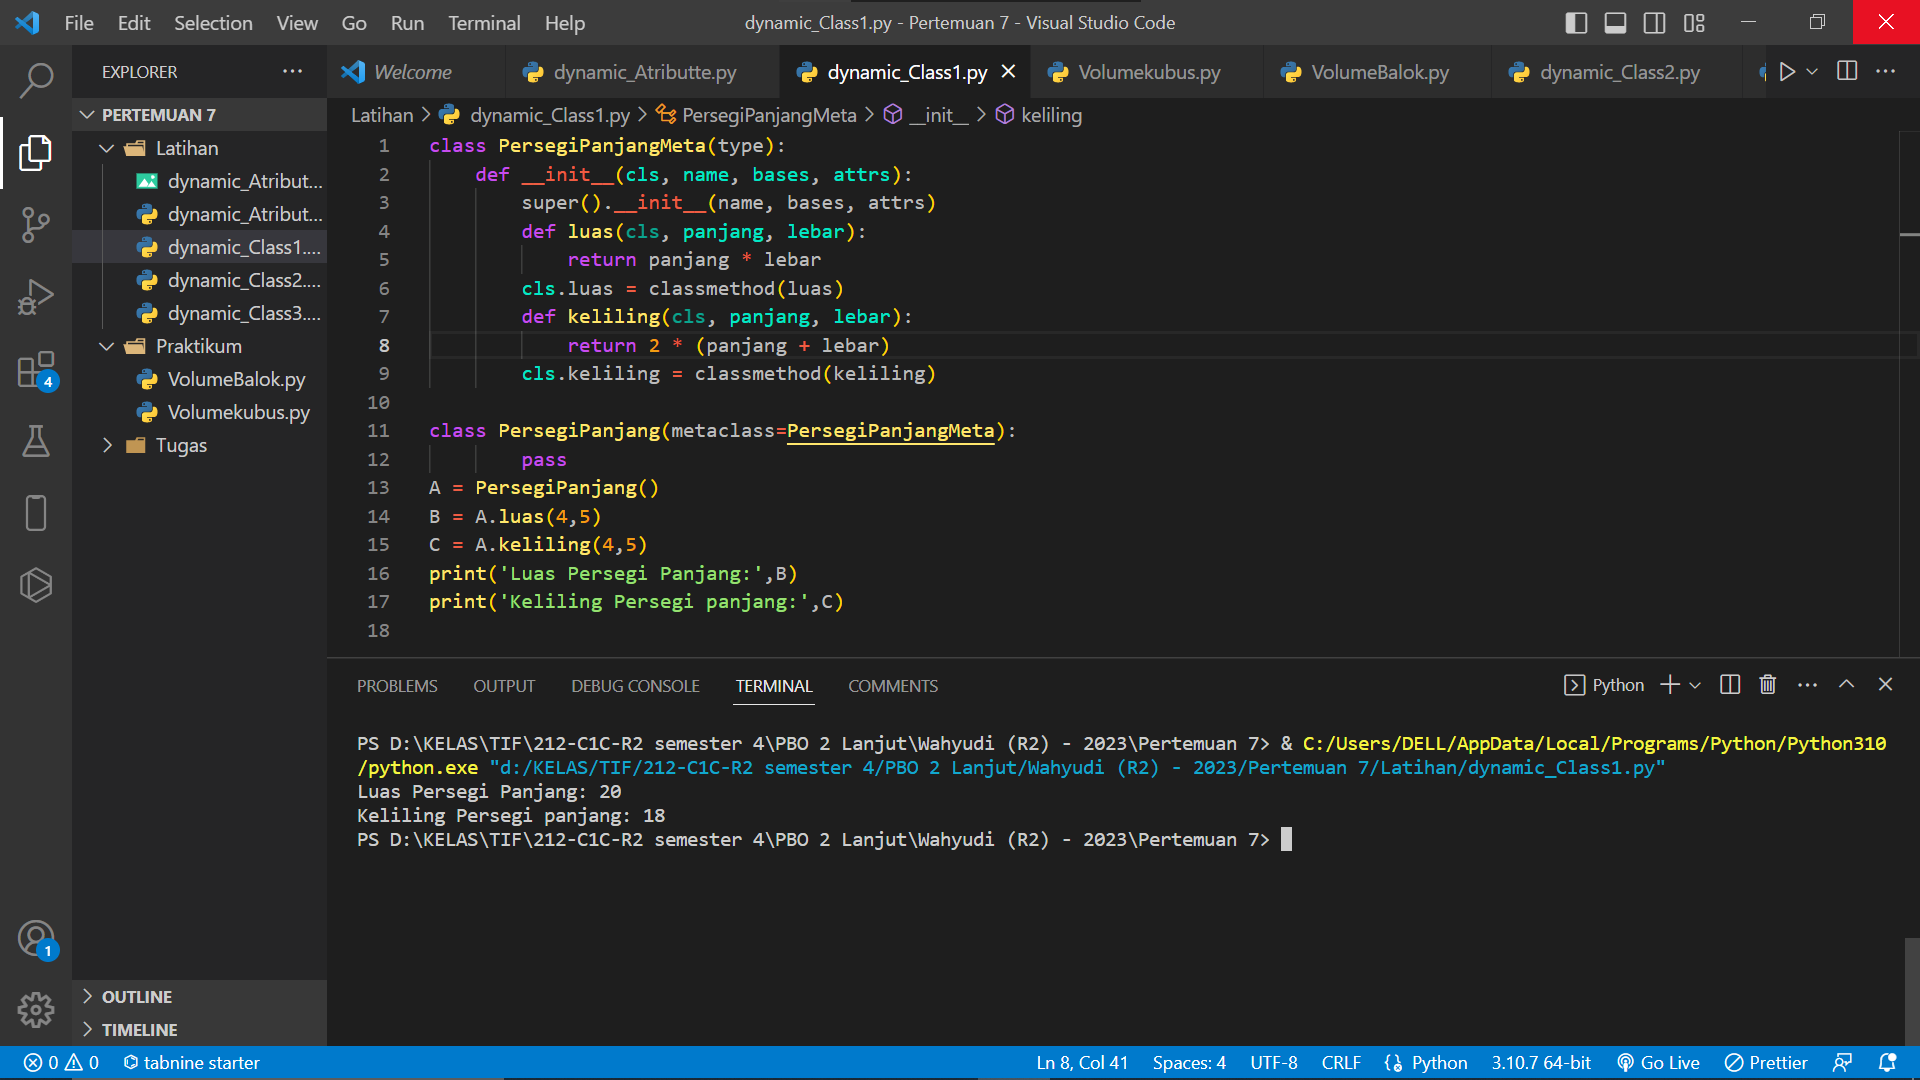 File Edit Selection View Go Run Terminal Help
dynamic_Class1.py - Pertemuan 7 - Visual Studio Code
EXPLORER
Welcome
dynamic_Atributte.py
dynamic_Class1.py
Volumekubus.py
VolumeBalok.py
dynamic_Class2.py
PERTEMUAN 7
Latihan
dynamic_Atribut...
dynamic_Atribut...
dynamic_Class1....
dynamic_Class2....
dynamic_Class3....
Praktikum
VolumeBalok.py
Volumekubus.py
Tugas
4
1
OUTLINE
TIMELINE
Latihan > dynamic_Class1.py > PersegiPanjangMeta > __init__ > keliling
1 class PersegiPanjangMeta(type):
2     def __init__(cls, name, bases, attrs):
3         super().__init__(name, bases, attrs)
4         def luas(cls, panjang, lebar):
5             return panjang * lebar
6         cls.luas = classmethod(luas)
7         def keliling(cls, panjang, lebar):
8             return 2 * (panjang + lebar)
9         cls.keliling = classmethod(keliling)
10
11 class PersegiPanjang(metaclass=PersegiPanjangMeta):
12         pass
13 A = PersegiPanjang()
14 B = A.luas(4,5)
15 C = A.keliling(4,5)
16 print('Luas Persegi Panjang:',B)
17 print('Keliling Persegi panjang:',C)
18
PROBLEMS OUTPUT DEBUG CONSOLE TERMINAL COMMENTS
Python
PS D:\KELAS\TIF\212-C1C-R2 semester 4\PBO 2 Lanjut\Wahyudi (R2) - 2023\Pertemuan 7> & C:/Users/DELL/AppData/Local/Programs/Python/Python310
/python.exe "d:/KELAS/TIF/212-C1C-R2 semester 4/PBO 2 Lanjut/Wahyudi (R2) - 2023/Pertemuan 7/Latihan/dynamic_Class1.py"
Luas Persegi Panjang: 20
Keliling Persegi panjang: 18
PS D:\KELAS\TIF\212-C1C-R2 semester 4\PBO 2 Lanjut\Wahyudi (R2) - 2023\Pertemuan 7>
0 0 tabnine starter
Ln 8, Col 41 Spaces: 4 UTF-8 CRLF Python 3.10.7 64-bit Go Live Prettier